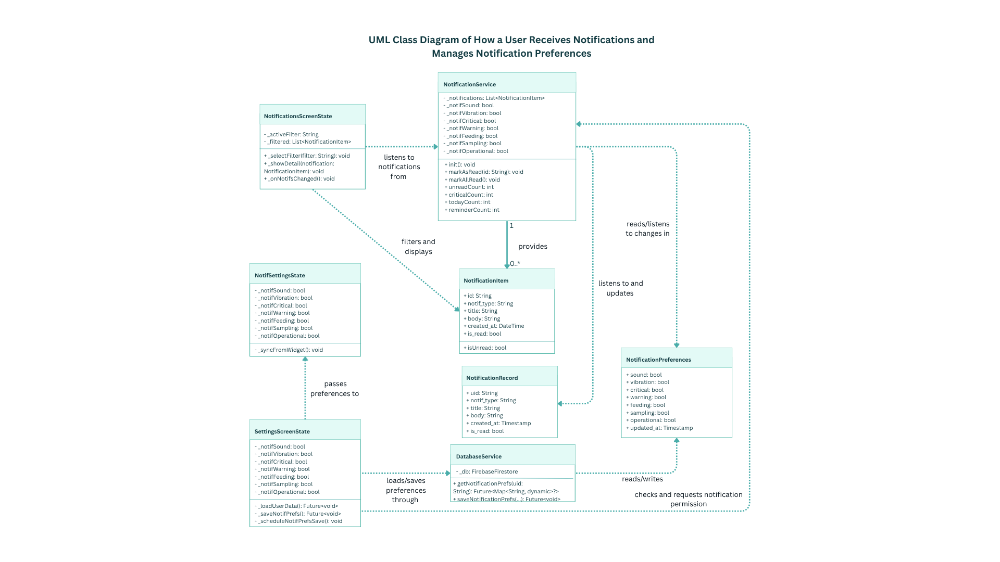 UML Class Diagram of How a User Receives Notifications and
Manages Notification Preferences
NotificationService
- _notifications: List<NotificationItem>
- _notifSound: bool
- _notifVibration: bool
- _notifCritical: bool
- _notifWarning: bool
- _notifFeeding: bool
- _notifSampling: bool
- _notifOperational: bool
+ init(): void
+ markAsRead(id: String): void
+ markAllRead(): void
+ unreadCount: int
+ criticalCount: int
+ todayCount: int
+ reminderCount: int
NotificationsScreenState
- _activeFilter: String
- _filtered: List<NotificationItem>
+ _selectFilter(filter: String): void
+ _showDetail(notification:
NotificationItem): void
+ _onNotifsChanged(): void
listens to
notifications
from
1
provides
0..*
filters and
displays
reads/listens
to changes in
listens to and
updates
NotifSettingsState
- _notifSound: bool
- _notifVibration: bool
- _notifCritical: bool
- _notifWarning: bool
- _notifFeeding: bool
- _notifSampling: bool
- _notifOperational: bool
- _syncFromWidget(): void
NotificationItem
+ id: String
+ notif_type: String
+ title: String
+ body: String
+ created_at: DateTime
+ is_read: bool
+ isUnread: bool
NotificationRecord
+ uid: String
+ notif_type: String
+ title: String
+ body: String
+ created_at: Timestamp
+ is_read: bool
NotificationPreferences
+ sound: bool
+ vibration: bool
+ critical: bool
+ warning: bool
+ feeding: bool
+ sampling: bool
+ operational: bool
+ updated_at: Timestamp
passes
preferences to
SettingsScreenState
- _notifSound: bool
- _notifVibration: bool
- _notifCritical: bool
- _notifWarning: bool
- _notifFeeding: bool
- _notifSampling: bool
- _notifOperational: bool
- _loadUserData(): Future<void>
- _saveNotifPrefs(): Future<void>
- _scheduleNotifPrefsSave(): void
loads/saves
preferences
through
DatabaseService
- _db: FirebaseFirestore
+ getNotificationPrefs(uid:
String): Future<Map<String, dynamic>?>
+ saveNotificationPrefs(...): Future<void>
reads/writes
checks and requests notification
permission